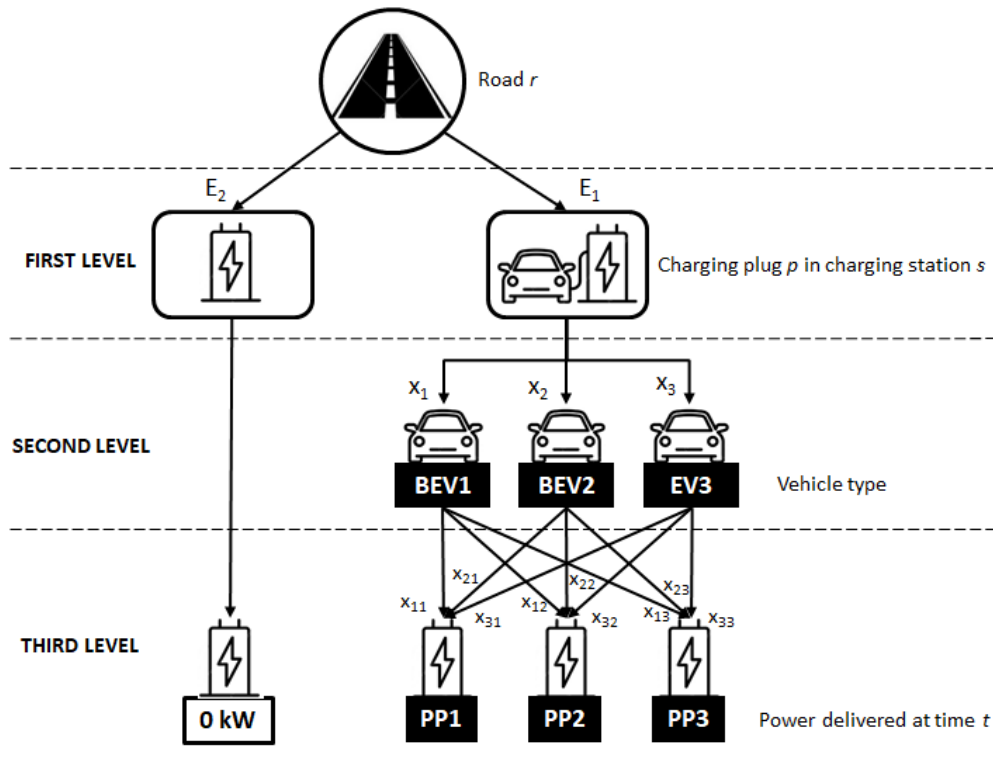 Road r
E2
E1
FIRST LEVEL
Charging plug p in charging station s
x1
x2
x3
SECOND LEVEL
BEV1
BEV2
EV3
Vehicle type
x21
x22
x23
x11
x31
x12
x32
x13
x33
THIRD LEVEL
0 kW
PP1
PP2
PP3
Power delivered at time t